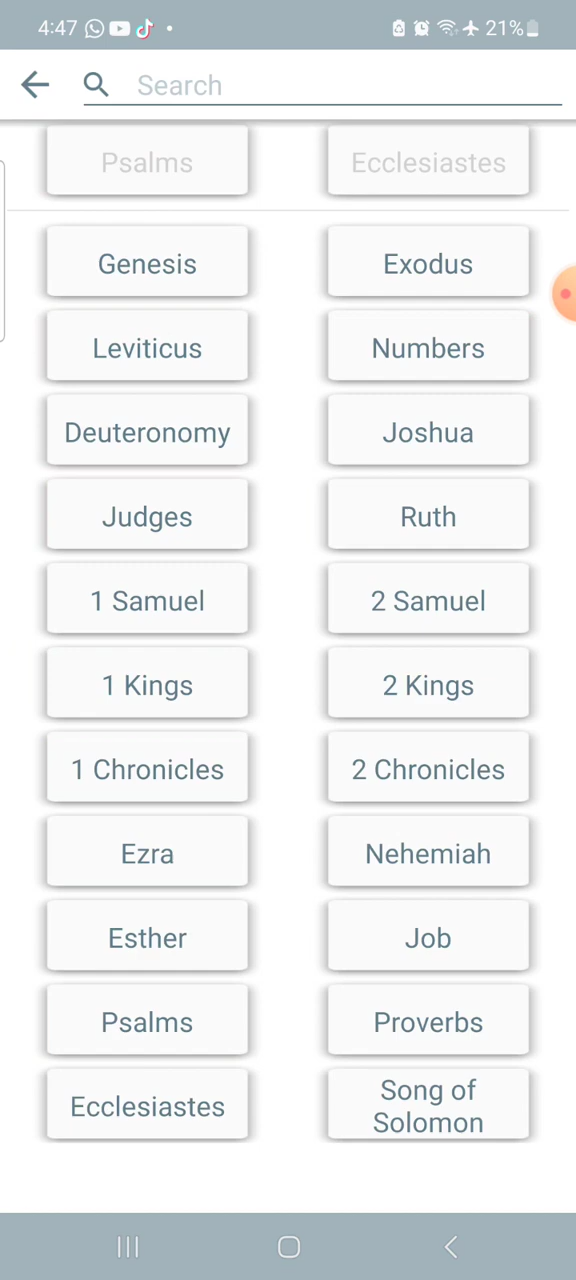 4:47
21%
Search
Psalms
Ecclesiastes
Genesis
Exodus
Leviticus
Numbers
Deuteronomy
Joshua
Judges
Ruth
1 Samuel
2 Samuel
1 Kings
2 Kings
1 Chronicles
2 Chronicles
Ezra
Nehemiah
Esther
Job
Psalms
Proverbs
Ecclesiastes
Song of
Solomon